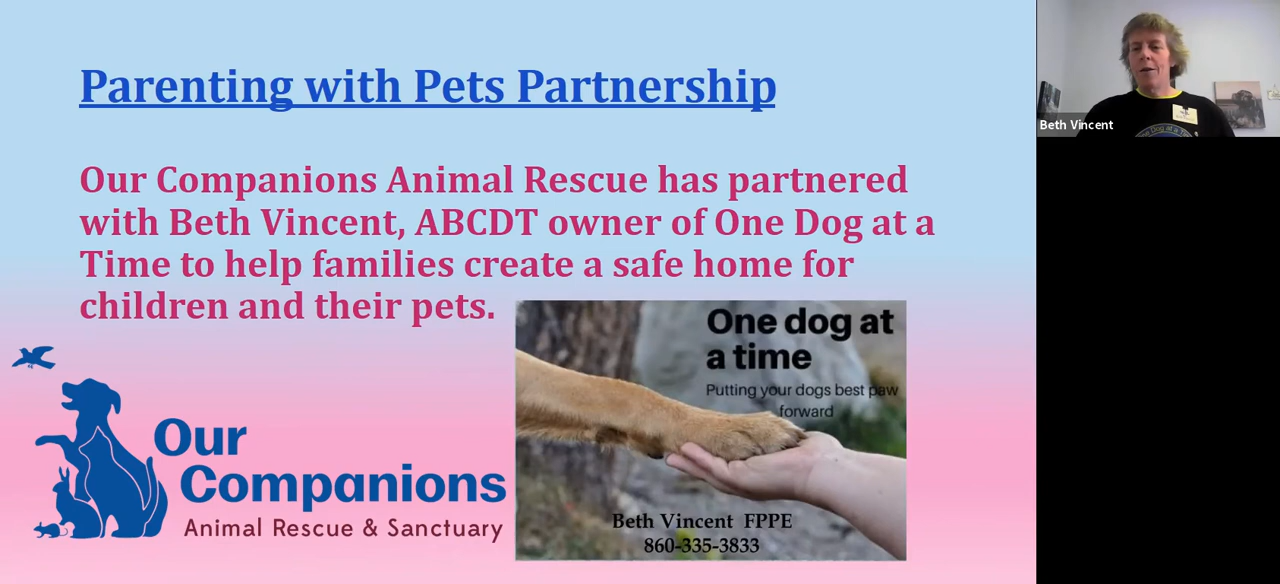 Parenting with Pets Partnership
Our Companions Animal Rescue has partnered
with Beth Vincent, ABCDT owner of One Dog at a
Time to help families create a safe home for
children and their pets.
One dog at
a time
Putting your dogs best paw
forward
Beth Vincent FPPE
860-335-3833
Our
Companions
Animal Rescue & Sanctuary
Beth Vincent